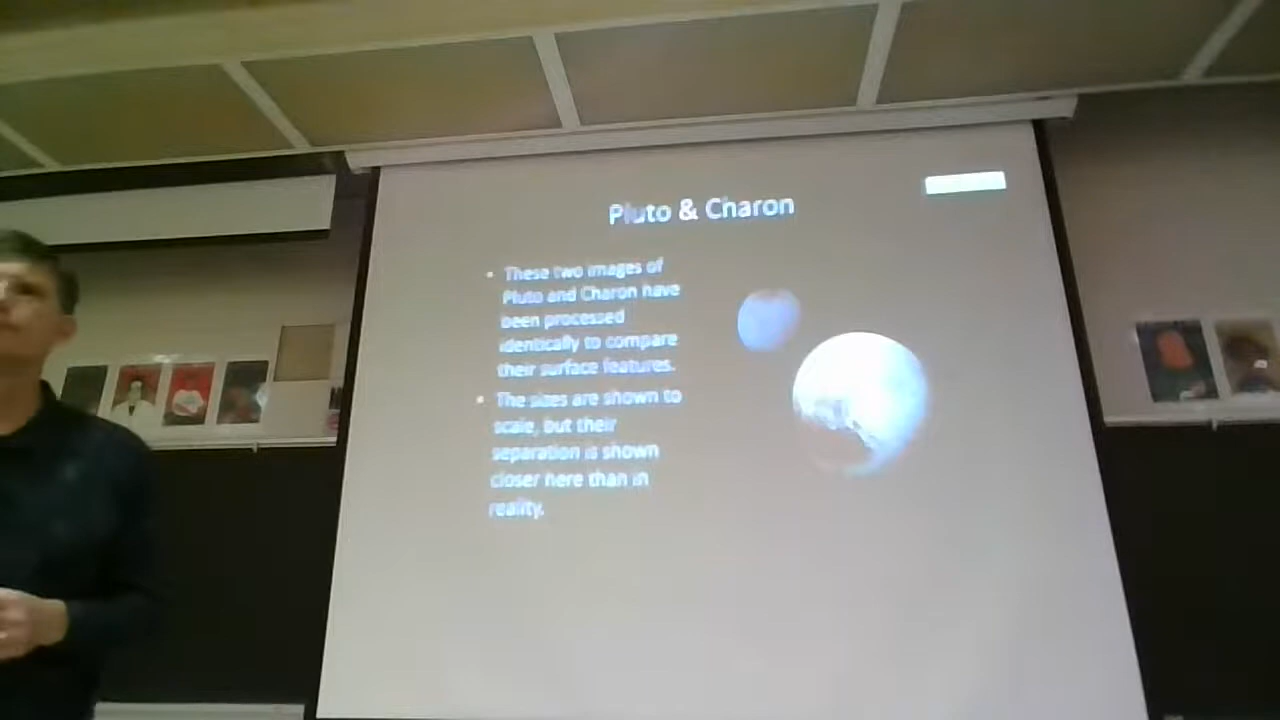 Pluto & Charon
• These two images of
Pluto and Charon have
been processed
identically to compare
their surface features.
• The sizes are shown to
scale, but their
separation is shown
closer here than in
reality.